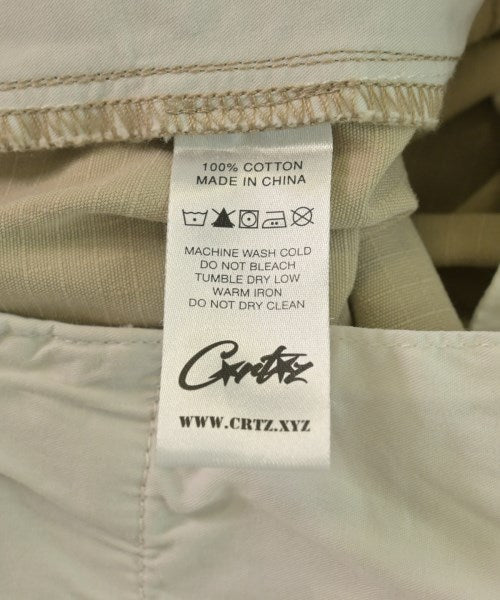 100% COTTON
MADE IN CHINA
MACHINE WASH COLD
DO NOT BLEACH
TUMBLE DRY LOW
WARM IRON
DO NOT DRY CLEAN
Crtz
WWW.CRTZ.XYZ